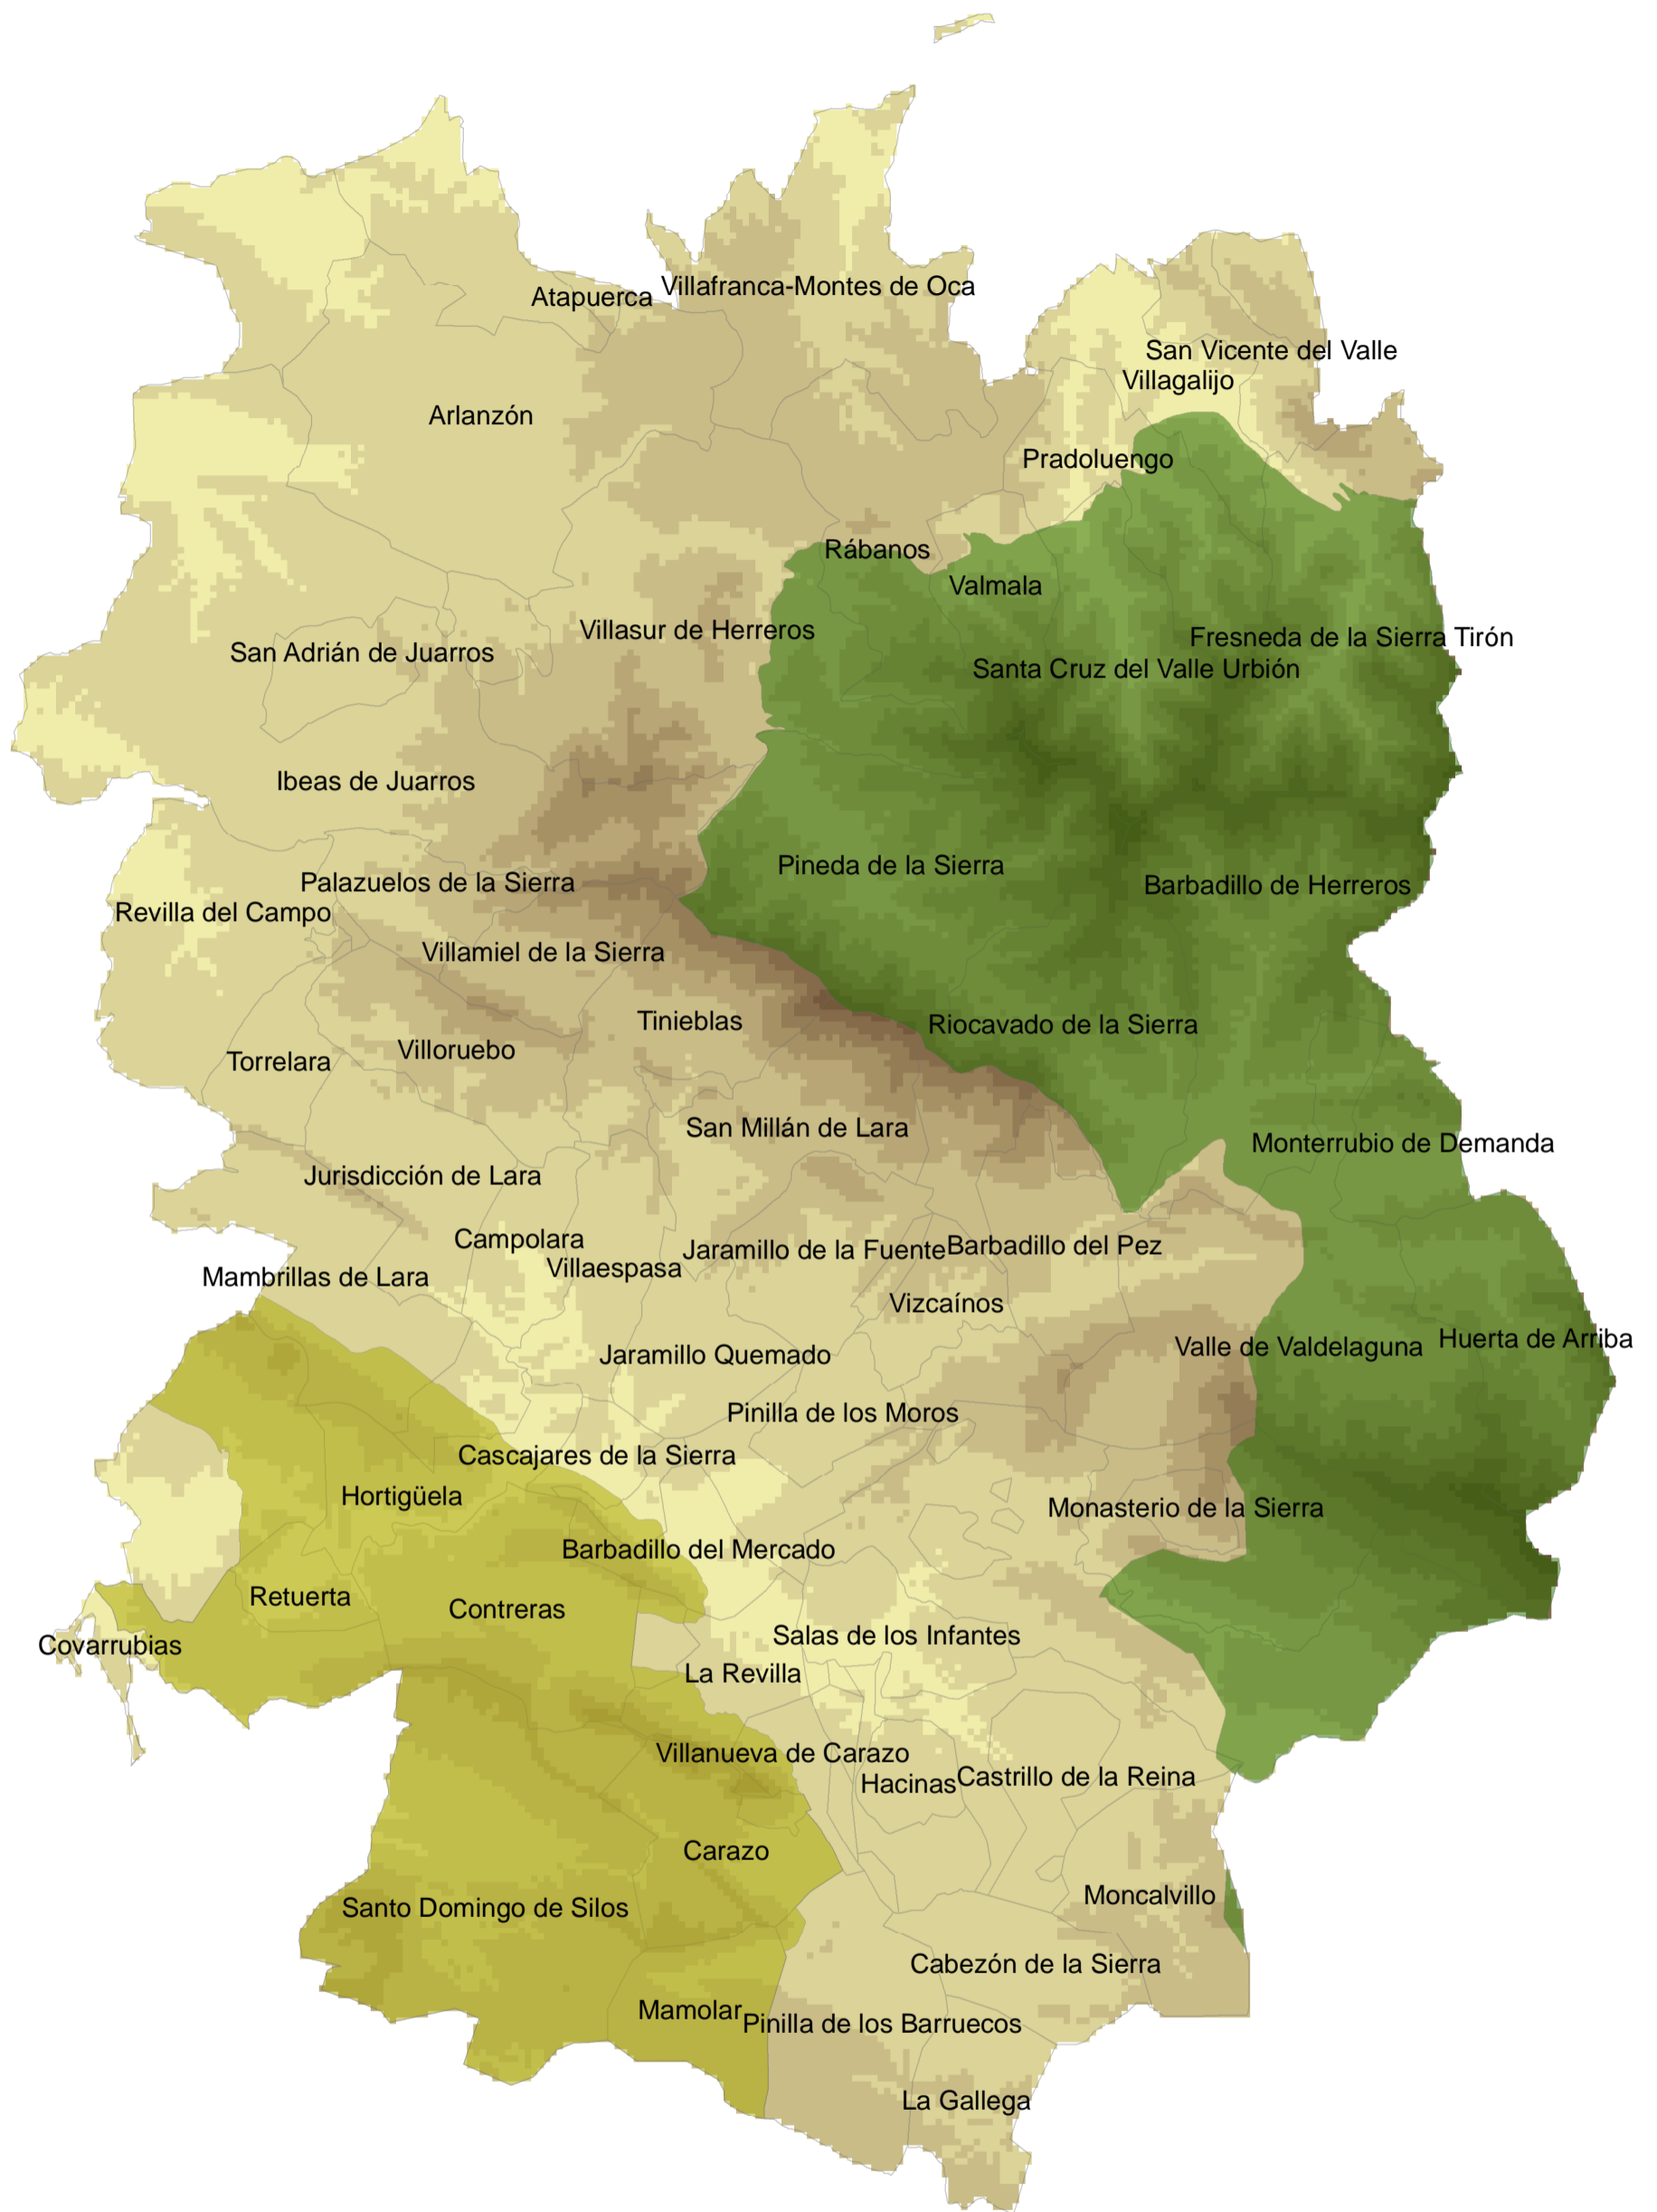 Villafranca-Montes de Oca
Atapuerca
San Vicente del Valle
Villagalijo
Arlanzón
Pradoluengo
Rábanos
Valmala
Villasur de Herreros
Fresneda de la Sierra Tirón
San Adrián de Juarros
Santa Cruz del Valle Urbión
Ibeas de Juarros
Pineda de la Sierra
Palazuelos de la Sierra
Barbadillo de Herreros
Revilla del Campo
Villamiel de la Sierra
Tinieblas
Riocavado de la Sierra
Villoruebo
Torrelara
San Millán de Lara
Monterrubio de Demanda
Jurisdicción de Lara
Campolara
Jaramillo de la Fuente
Barbadillo del Pez
Villaespasa
Mambrillas de Lara
Vizcaínos
Huerta de Arriba
Valle de Valdelaguna
Jaramillo Quemado
Pinilla de los Moros
Cascajares de la Sierra
Hortigüela
Monasterio de la Sierra
Barbadillo del Mercado
Retuerta
Contreras
Salas de los Infantes
Covarrubias
La Revilla
Villanueva de Carazo
Castrillo de la Reina
Hacinas
Carazo
Moncalvillo
Santo Domingo de Silos
Cabezón de la Sierra
Mamolar
Pinilla de los Barruecos
La Gallega